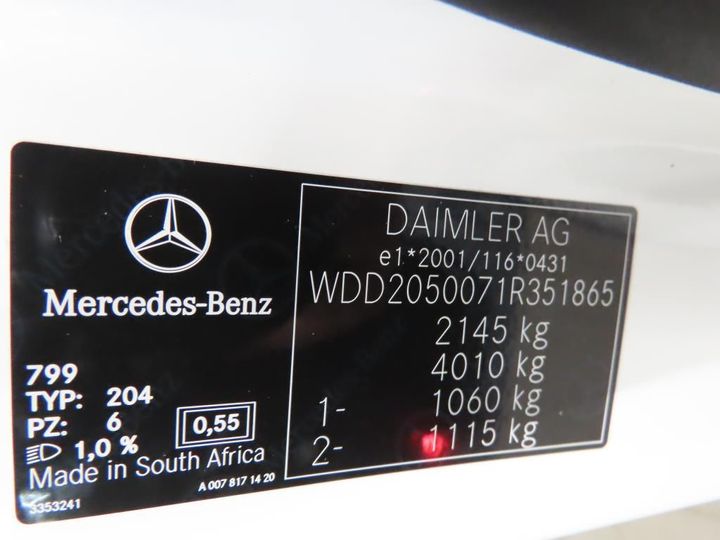 Mercedes-Benz
799
TYP: 204
PZ: 6
0,55
1,0 %
Made in South Africa
A 007 817 14 20
3353241
DAIMLER AG
e1*2001/116*0431
WDD2050071R351865
2145 kg
4010 kg
1- 1060 kg
2- 1115 kg